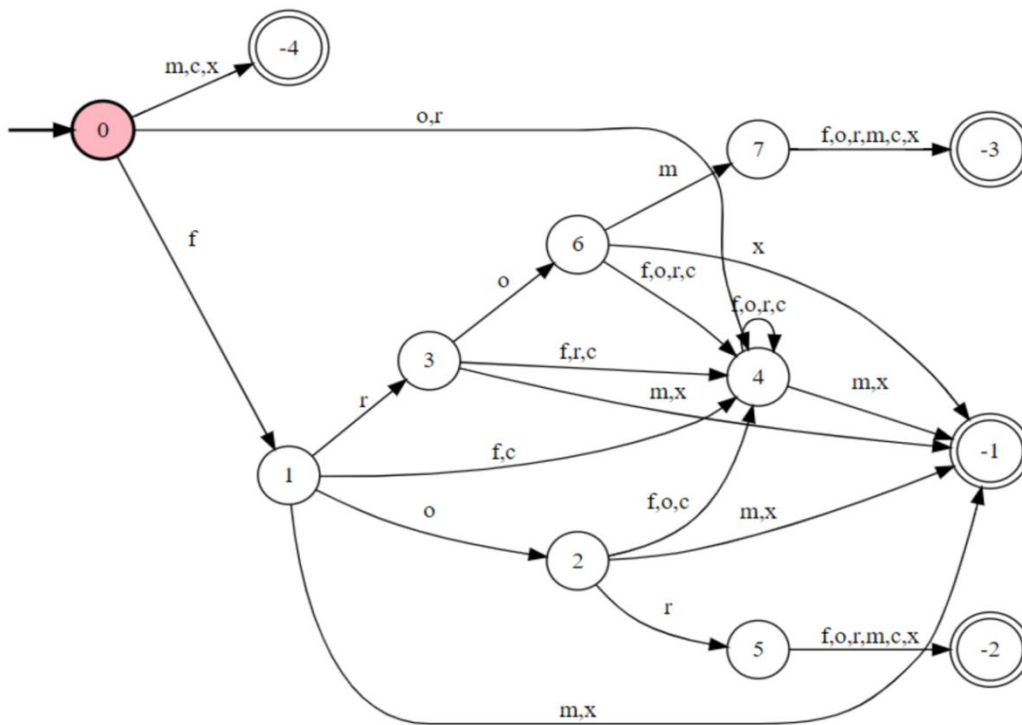 -4
m,c,x
0
o,r
7
f,o,r,m,c,x
-3
m
f
6
x
f,o,r,c
o
f,o,r,c
3
f,r,c
4
m,x
m,x
r
-1
f,c
1
o
f,o,c
m,x
2
r
5
f,o,r,m,c,x
-2
m,x